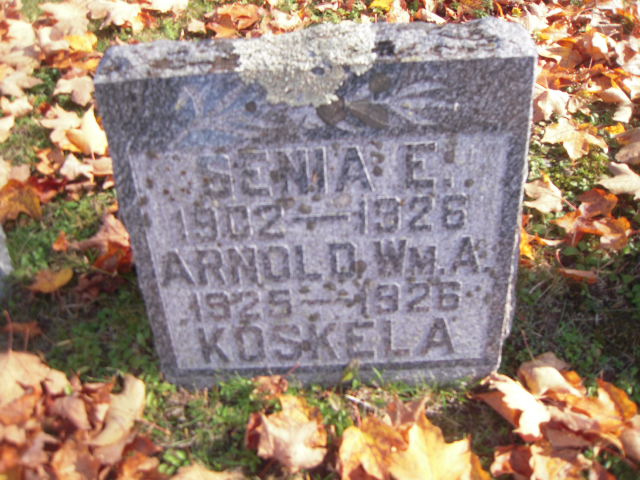 SENIA E.
1902—1926
ARNOLD Wm. A.
1925—1926
KOSKELA